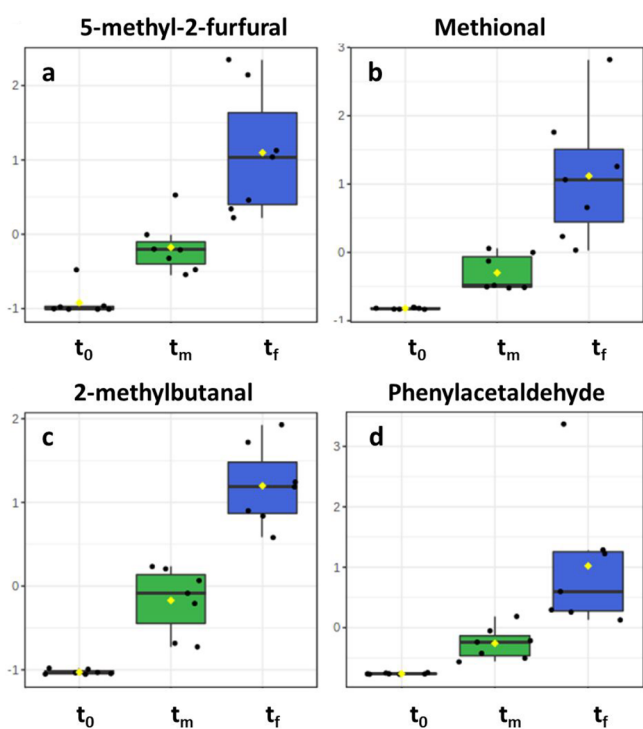 5-methyl-2-furfural
Methional
a
b
2
1
0
-1
3
2
1
0
-1
t0 tm tf
t0 tm tf
2-methylbutanal
Phenylacetaldehyde
c
d
2
1
0
-1
3
2
1
0
t0 tm tf
t0 tm tf